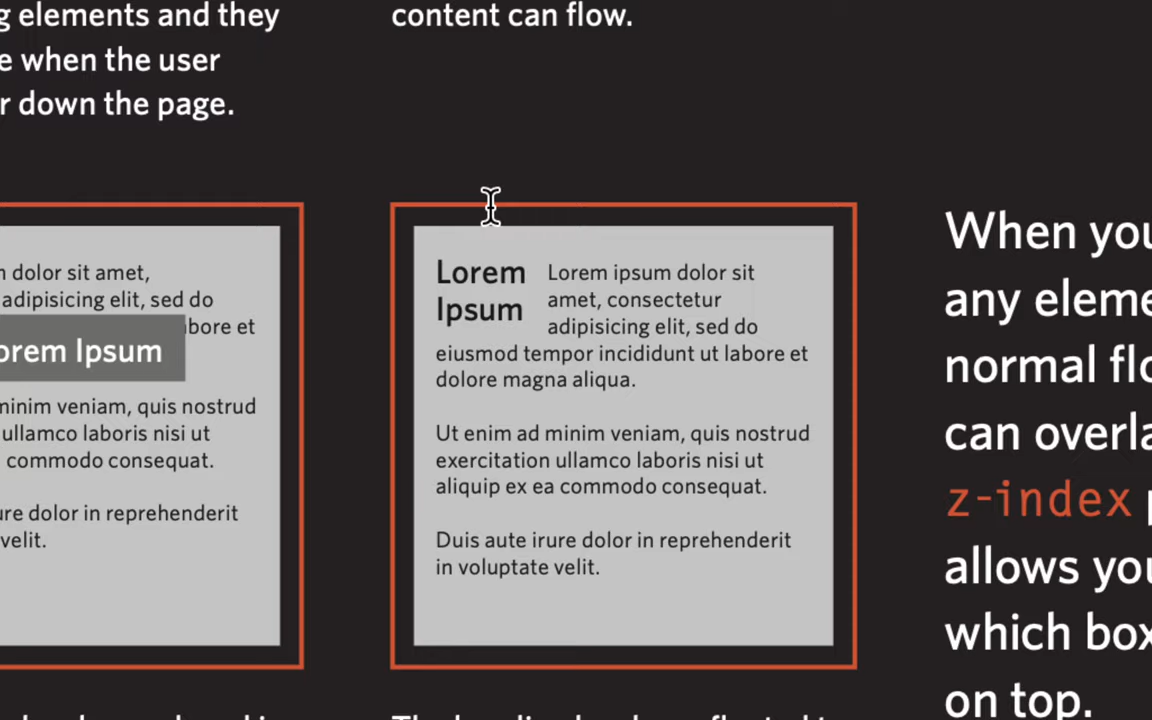 g elements and they
e when the user
r down the page.
content can flow.
dolor sit amet,
adipisicing elit, sed do
abore et
orem Ipsum
minim veniam, quis nostrud
ullamco laboris nisi ut
commodo consequat.
ure dolor in reprehenderit
velit.
Lorem
Ipsum
Lorem ipsum dolor sit
amet, consectetur
adipisicing elit, sed do
eiusmod tempor incididunt ut labore et
dolore magna aliqua.
Ut enim ad minim veniam, quis nostrud
exercitation ullamco laboris nisi ut
aliquip ex ea commodo consequat.
Duis aute irure dolor in reprehenderit
in voluptate velit.
When you
any eleme
normal flo
can overla
z-index
allows you
which box
on top.